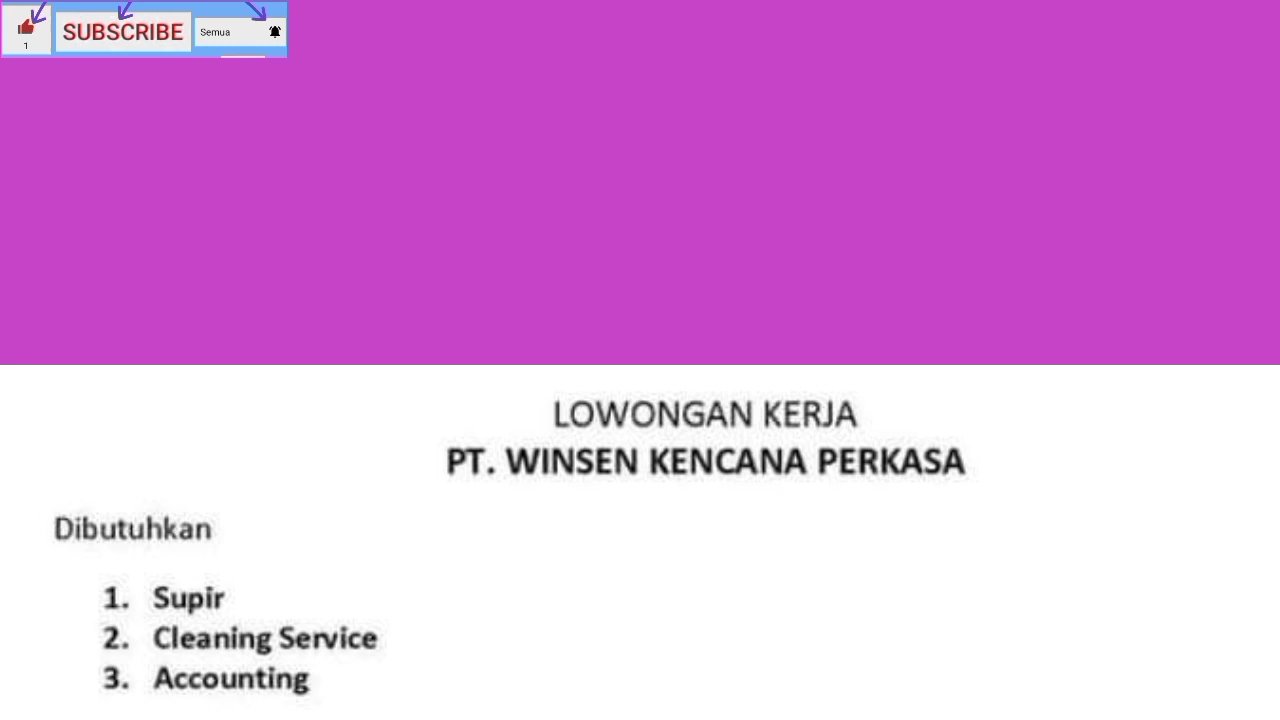 1
SUBSCRIBE
Semua
LOWONGAN KERJA
PT. WINSEN KENCANA PERKASA
Dibutuhkan
1. Supir
2. Cleaning Service
3. Accounting